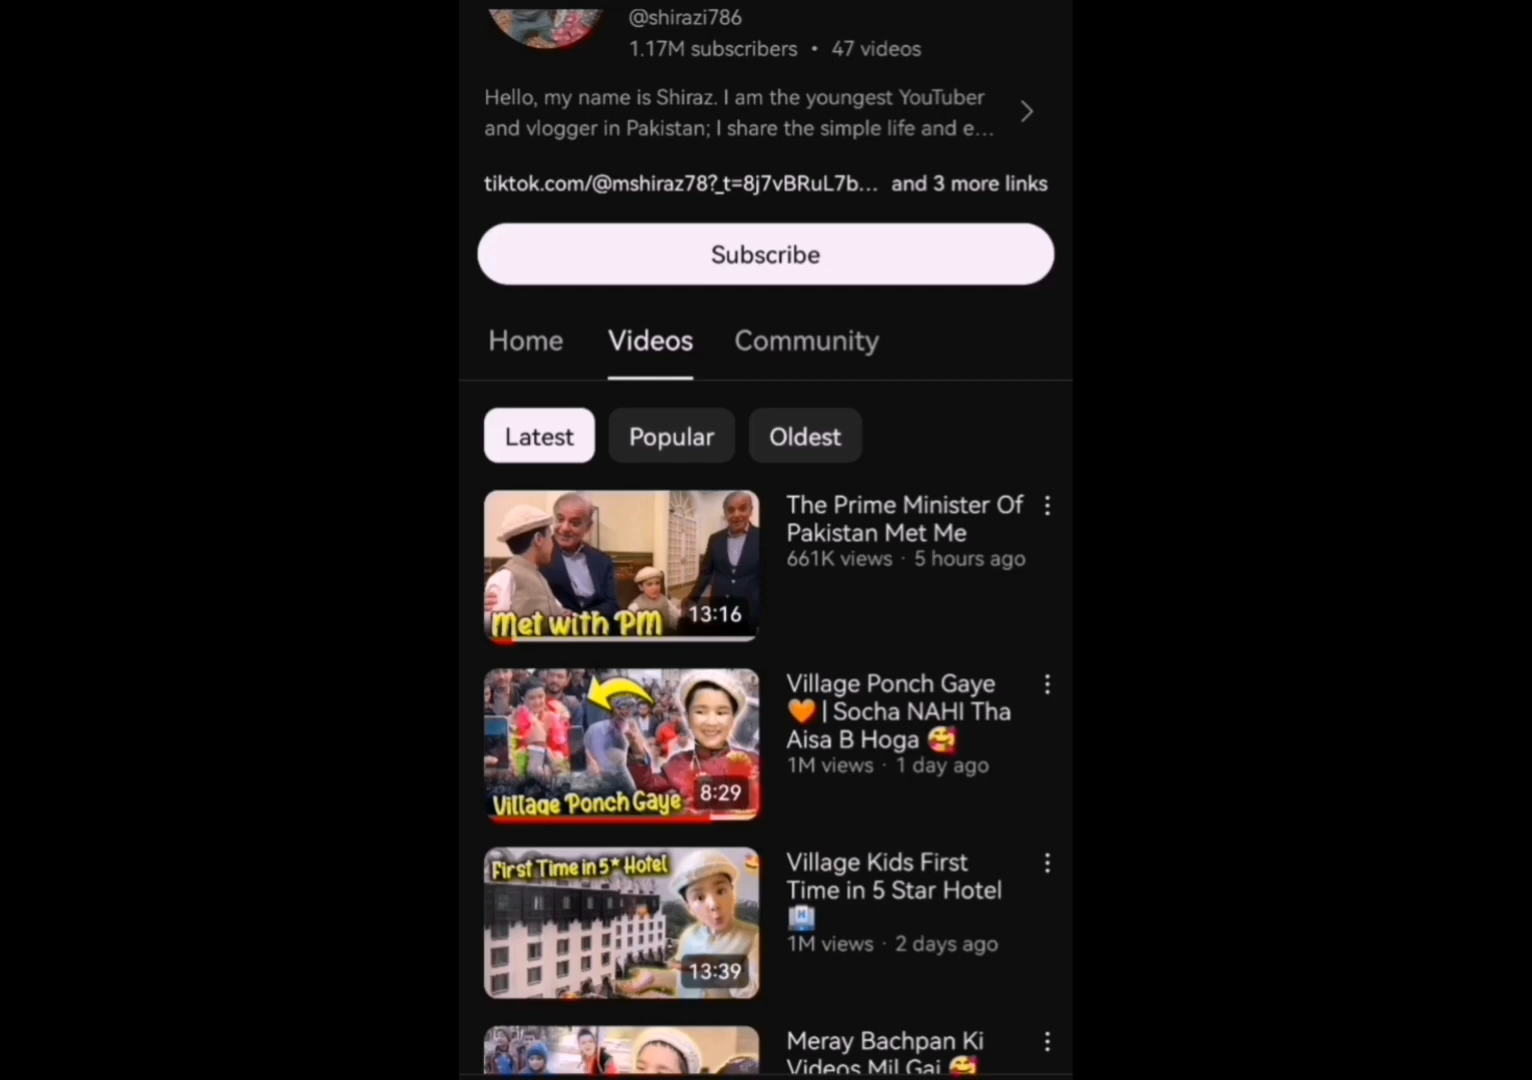 @shirazi786
1.17M subscribers • 47 videos
Hello, my name is Shiraz. I am the youngest YouTuber
and vlogger in Pakistan; I share the simple life and e...
tiktok.com/@mshiraz78?_t=8j7vBRuL7b... and 3 more links
Subscribe
Home Videos Community
Latest Popular Oldest
Met with PM 13:16
The Prime Minister Of
Pakistan Met Me
661K views · 5 hours ago
Village Ponch Gaye 8:29
Village Ponch Gaye
🧡 | Socha NAHI Tha
Aisa B Hoga 🥰
1M views · 1 day ago
First Time in 5* Hotel
13:39
Village Kids First
Time in 5 Star Hotel
🏨
1M views · 2 days ago
Meray Bachpan Ki
Videos Mil Gai 🥰